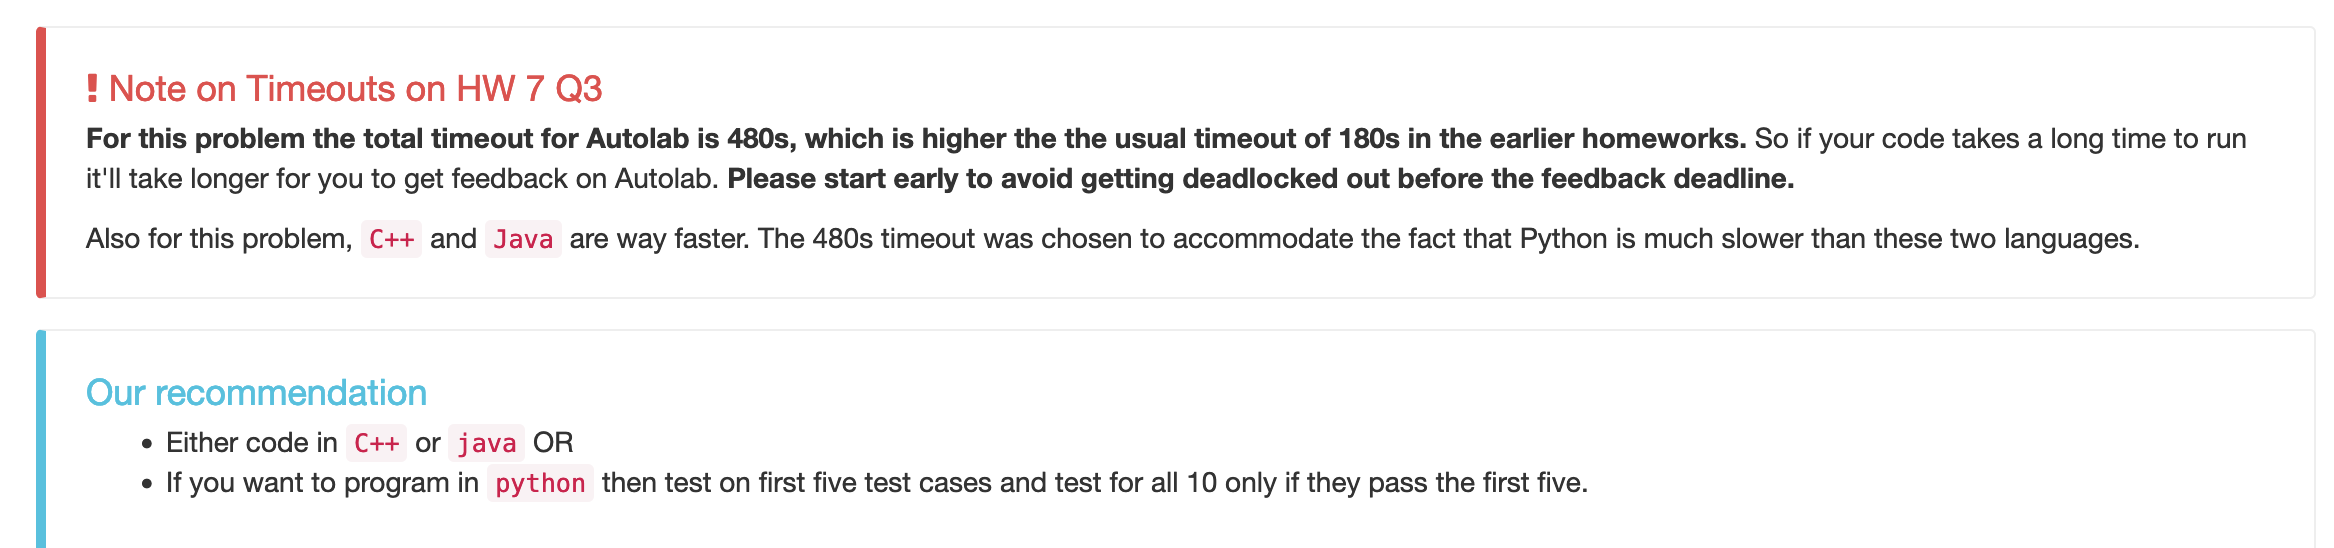 ! Note on Timeouts on HW 7 Q3
For this problem the total timeout for Autolab is 480s, which is higher the the usual timeout of 180s in the earlier homeworks. So if your code takes a long time to run
it'll take longer for you to get feedback on Autolab. Please start early to avoid getting deadlocked out before the feedback deadline.
Also for this problem, C++ and Java are way faster. The 480s timeout was chosen to accommodate the fact that Python is much slower than these two languages.
Our recommendation
• Either code in C++ or java OR
• If you want to program in python then test on first five test cases and test for all 10 only if they pass the first five.